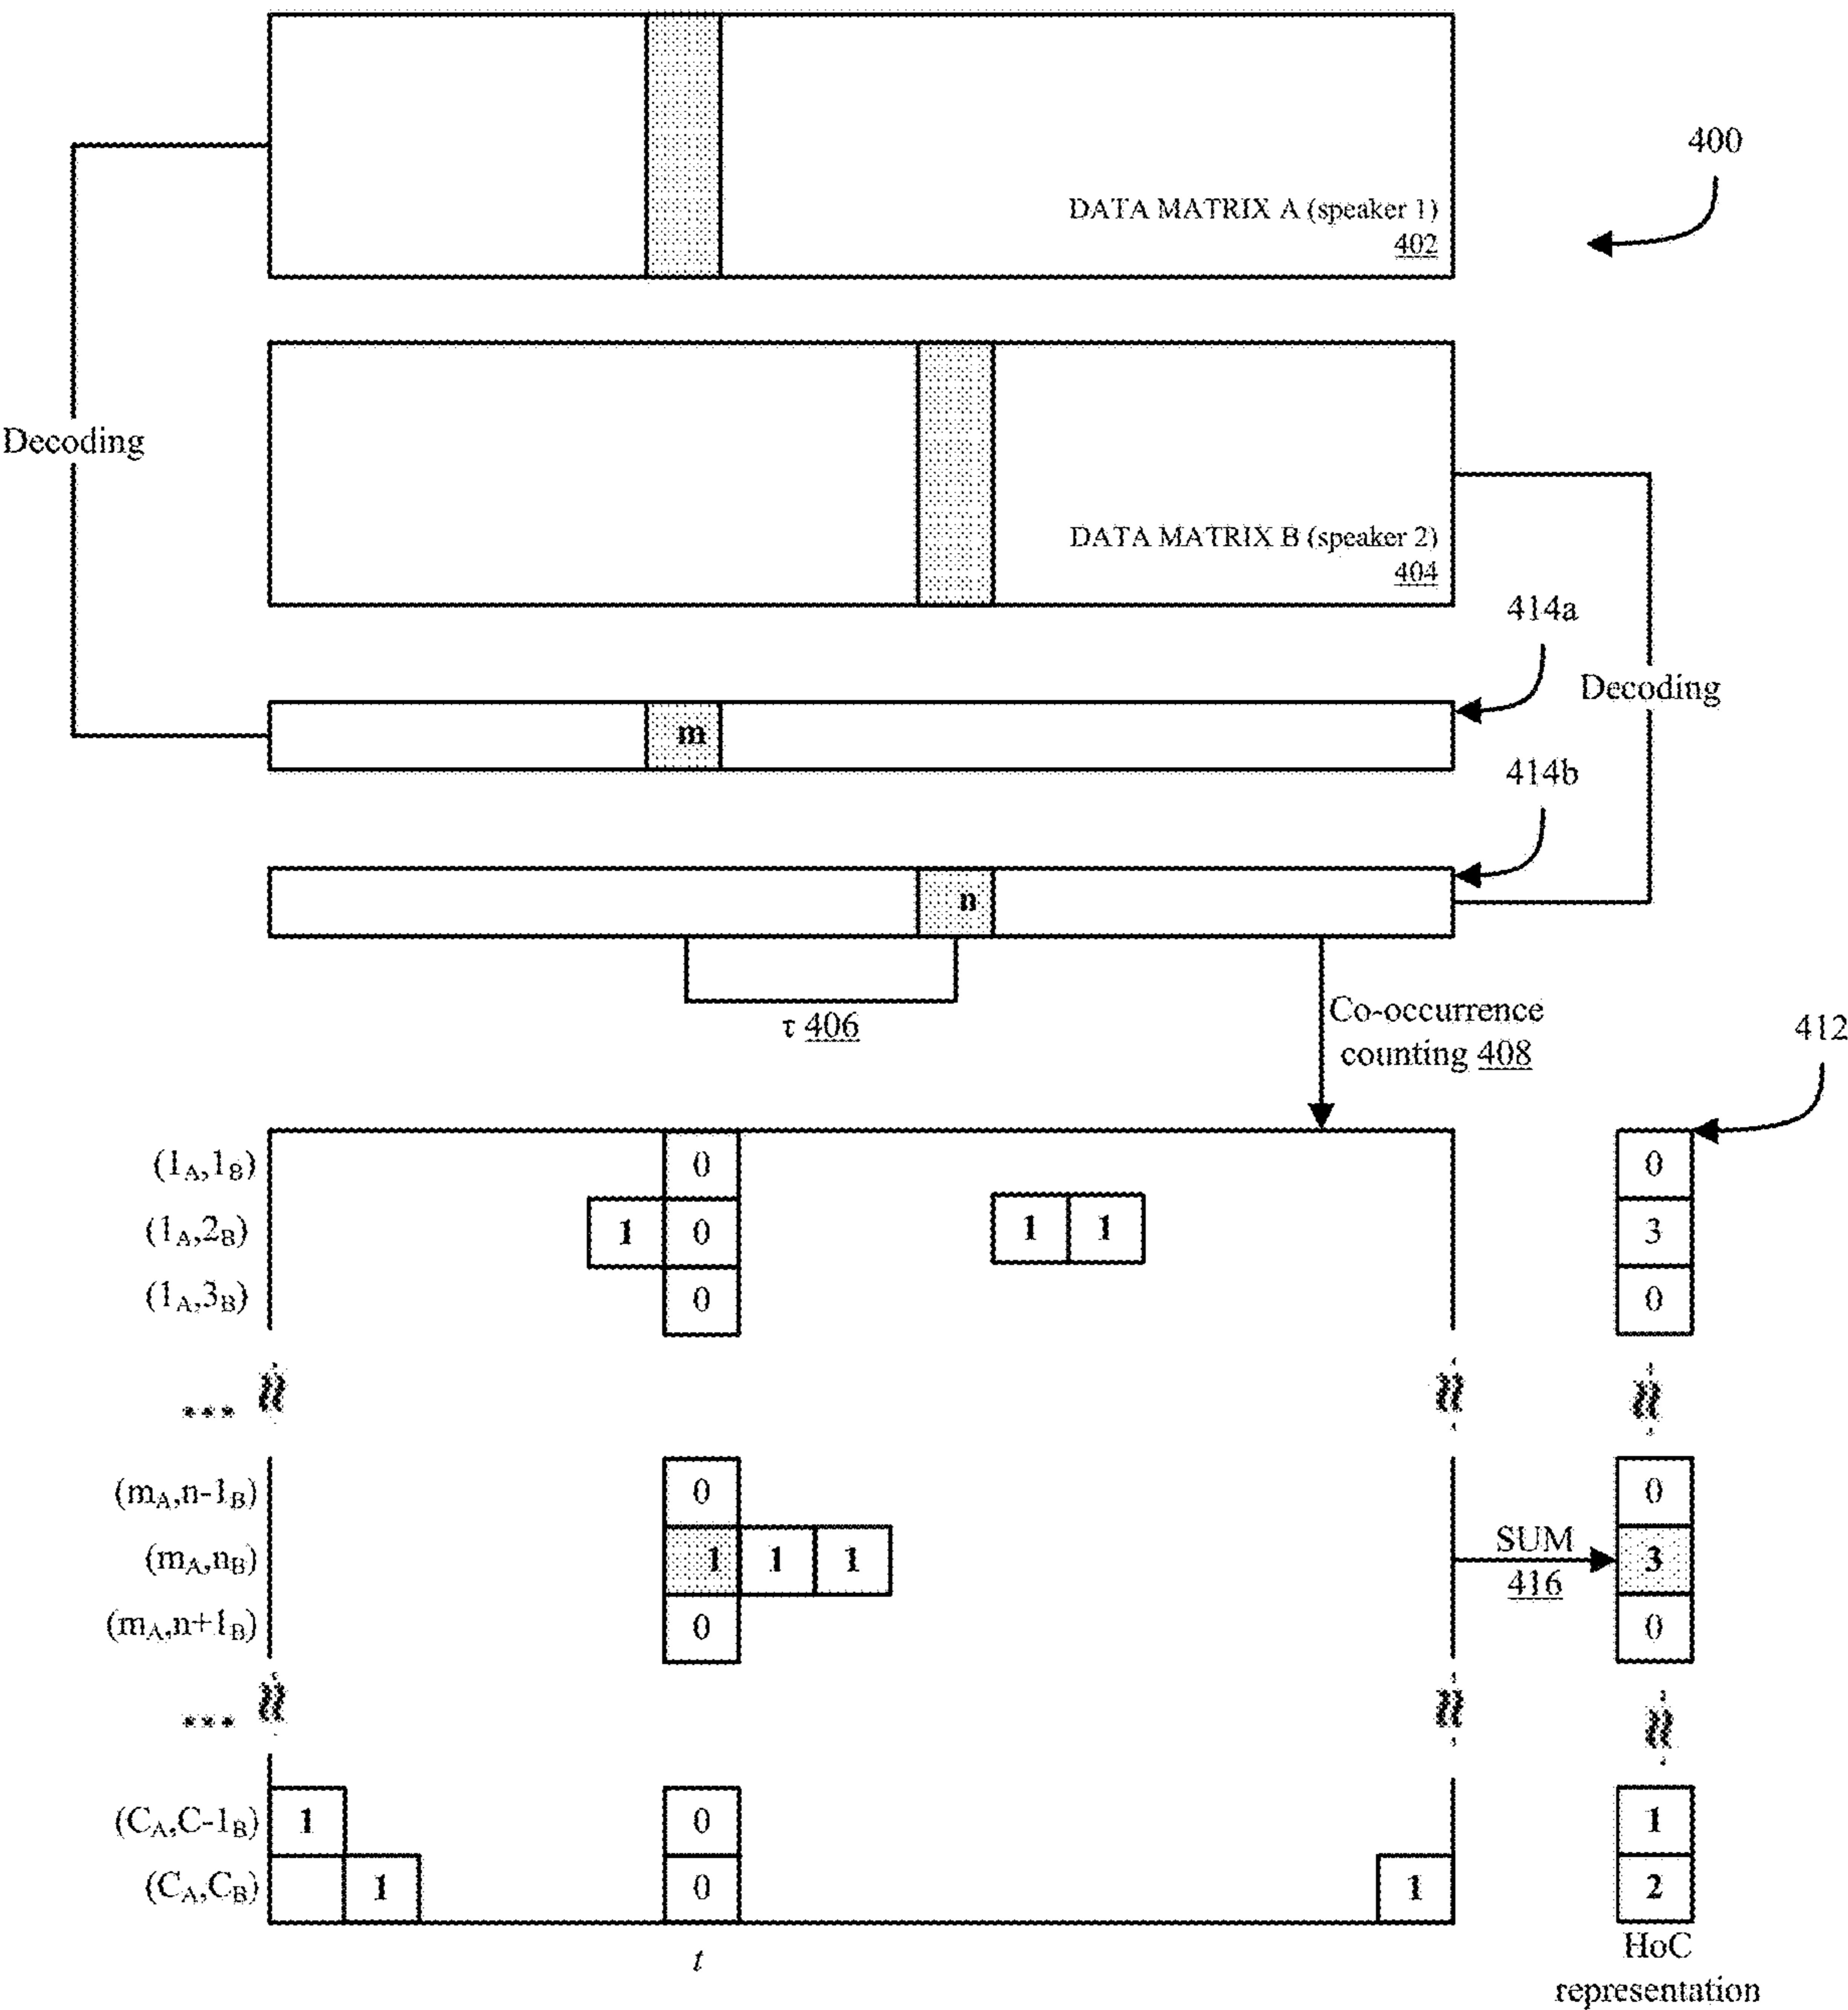 400
DATA MATRIX A (speaker 1)
402
Decoding
DATA MATRIX B (speaker 2)
404
414a
Decoding
m
414b
n
τ 406
Co-occurrence
counting 408
412
(1A,1B) 0 0
(1A,2B) 1 0 1 1 3
(1A,3B) 0 0
...
(mA,n-1B) 0 0
(mA,nB) 1 1 1 SUM 3
416
(mA,n+1B) 0 0
...
(CA,C-1B) 1 0 1
(CA,CB) 1 0 1 2
t
HoC
representation